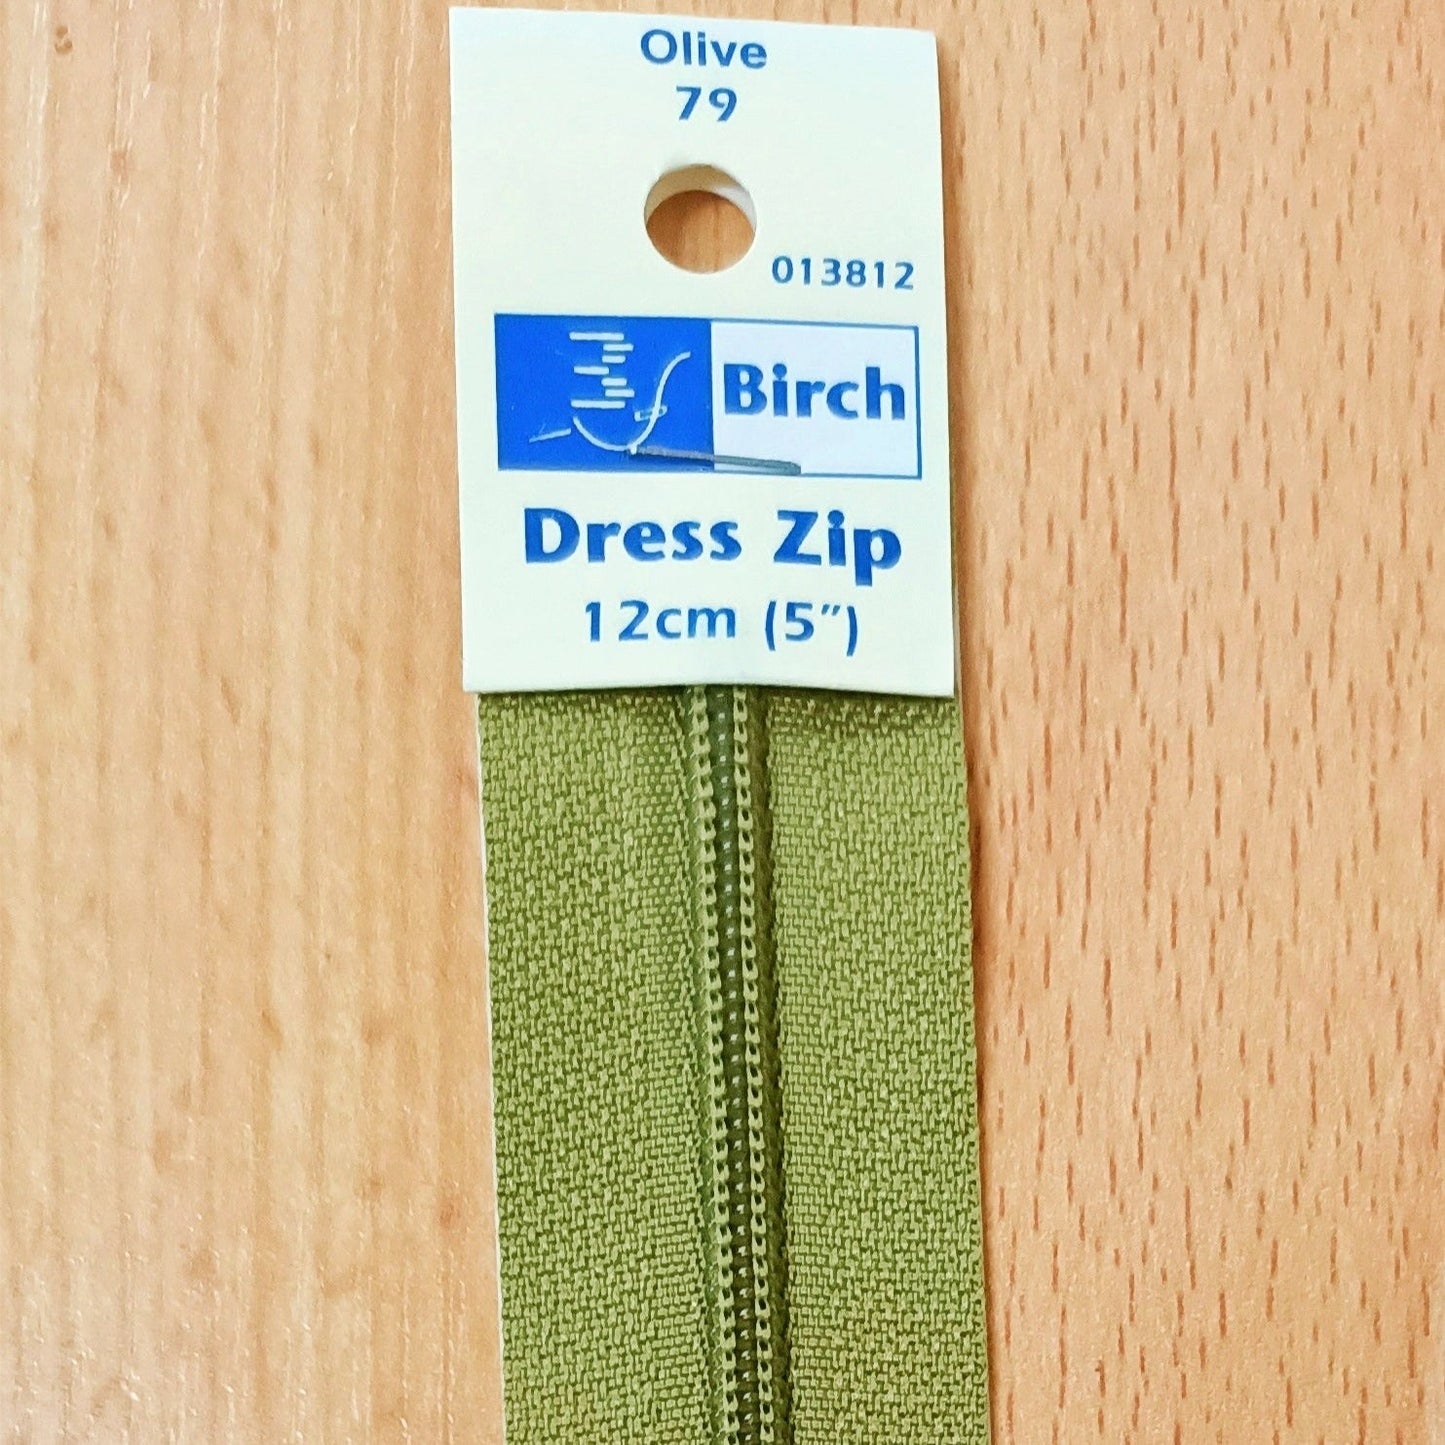 Olive
79
013812
Birch
Dress Zip
12cm (5″)